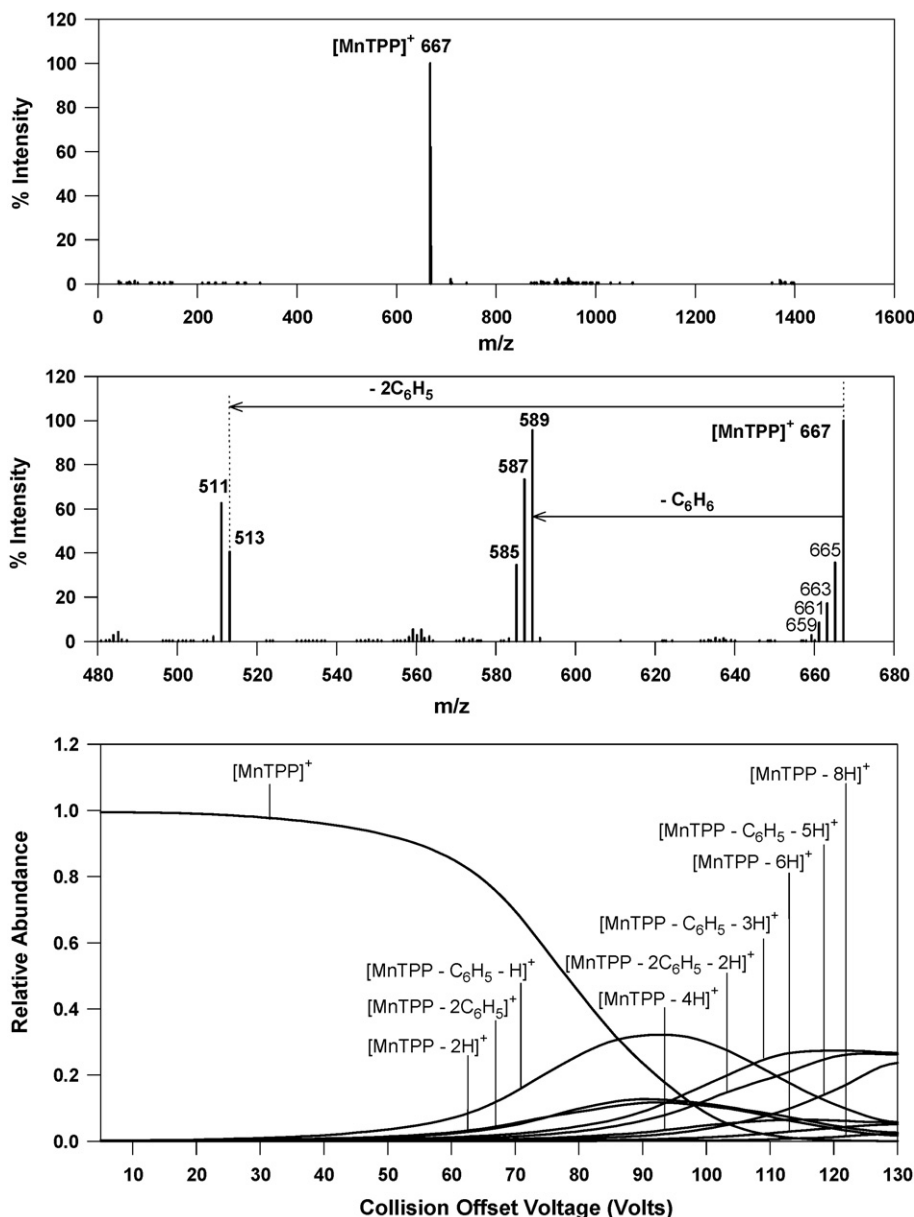 120
100
80
60
40
20
0
% Intensity
[MnTPP]⁺ 667
0 200 400 600 800 1000 1200 1400 1600
m/z
120
100
80
60
40
20
0
% Intensity
- 2C₆H₅
589
[MnTPP]⁺ 667
511
587
- C₆H₆
513
585
665
663
661
659
480 500 520 540 560 580 600 620 640 660 680
m/z
1.2
1.0
0.8
0.6
0.4
0.2
0.0
Relative Abundance
[MnTPP]⁺
[MnTPP - 8H]⁺
[MnTPP - C₆H₅ - 5H]⁺
[MnTPP - 6H]⁺
[MnTPP - C₆H₅ - 3H]⁺
[MnTPP - C₆H₅ - H]⁺
[MnTPP - 2C₆H₅ - 2H]⁺
[MnTPP - 2C₆H₅]⁺
[MnTPP - 4H]⁺
[MnTPP - 2H]⁺
10 20 30 40 50 60 70 80 90 100 110 120 130
Collision Offset Voltage (Volts)